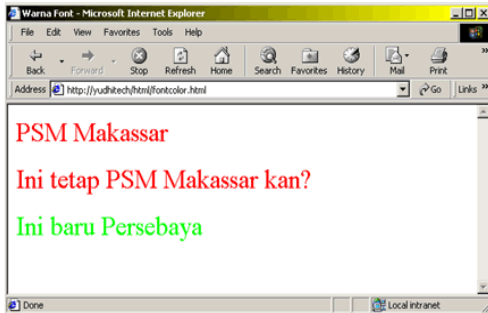 Warna Font - Microsoft Internet Explorer
File Edit View Favorites Tools Help
Back Forward Stop Refresh Home Search Favorites History Mail Print »
Address http://yudhitech/html/fontcolor.html Go Links »
PSM Makassar
Ini tetap PSM Makassar kan?
Ini baru Persebaya
Done Local intranet